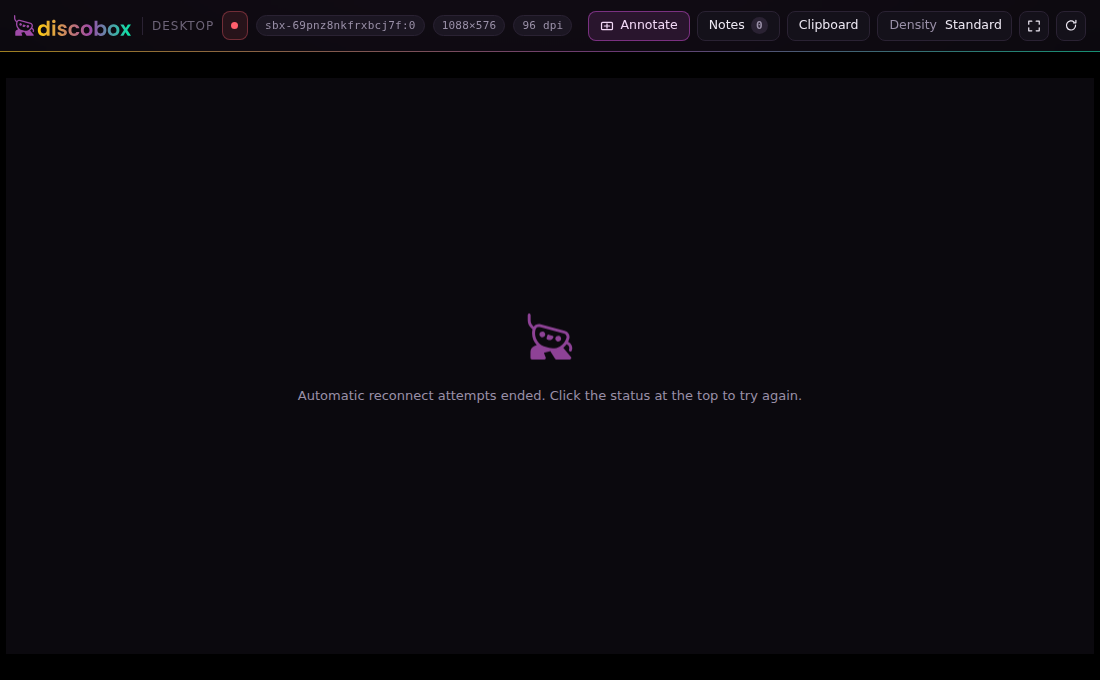 discobox DESKTOP sbx-69pnz8nkfrxbcj7f:0 1088×576 96 dpi Annotate Notes 0 Clipboard Density Standard
Automatic reconnect attempts ended. Click the status at the top to try again.